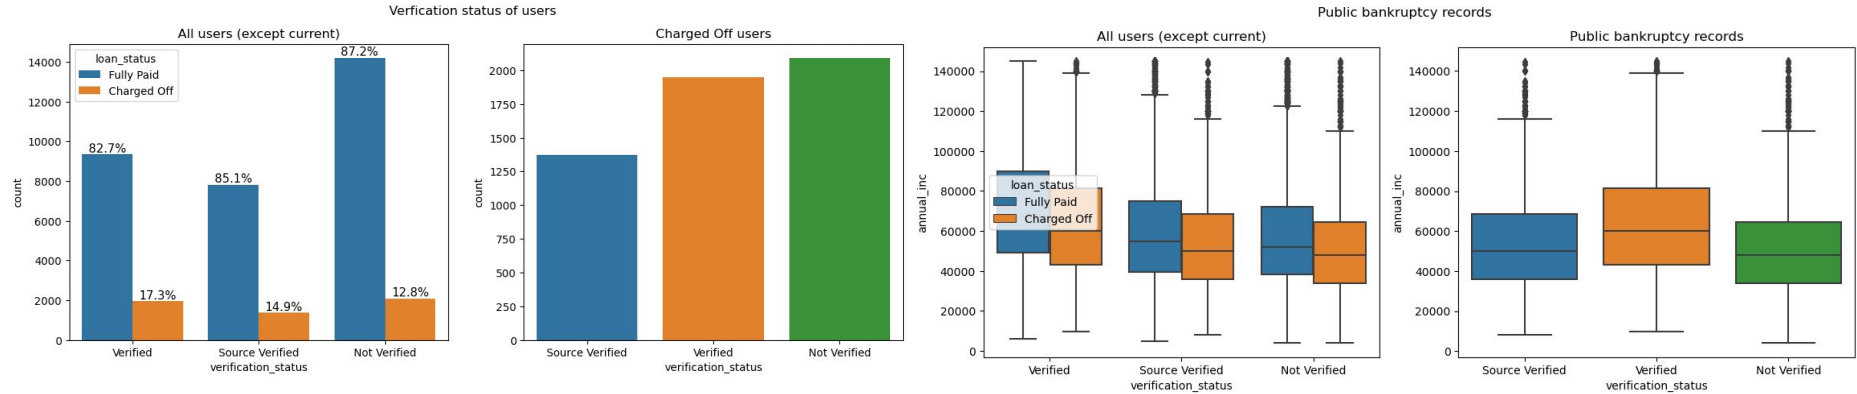 Verfication status of users
All users (except current)
count
14000
12000
10000
8000
6000
4000
2000
0
loan_status
Fully Paid
Charged Off
82.7%
17.3%
85.1%
14.9%
87.2%
12.8%
Verified
Source Verified
Not Verified
verification_status
Charged Off users
count
2000
1750
1500
1250
1000
750
500
250
0
Source Verified
Verified
Not Verified
verification_status
Public bankruptcy records
All users (except current)
annual_inc
140000
120000
100000
80000
60000
40000
20000
0
loan_status
Fully Paid
Charged Off
Verified
Source Verified
Not Verified
verification_status
Public bankruptcy records
annual_inc
140000
120000
100000
80000
60000
40000
20000
0
Source Verified
Verified
Not Verified
verification_status